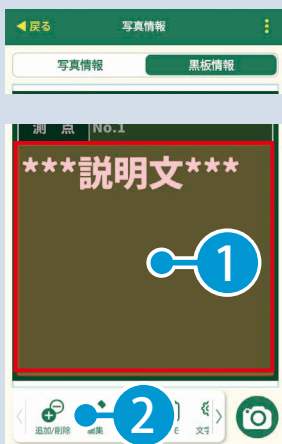 戻る 写真情報
写真情報 黒板情報
測 点 No.1
***説明文***
1
追加/削除 編集 2 モ 文字